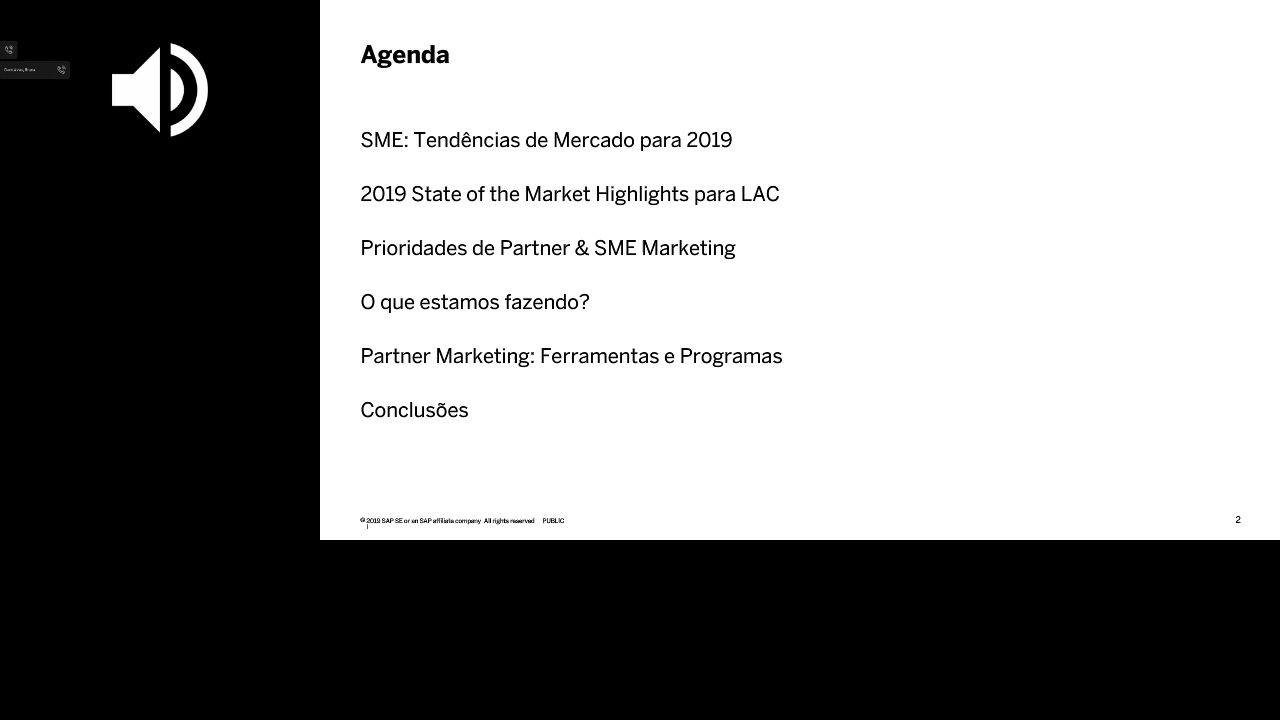 Agenda
SME: Tendências de Mercado para 2019
2019 State of the Market Highlights para LAC
Prioridades de Partner & SME Marketing
O que estamos fazendo?
Partner Marketing: Ferramentas e Programas
Conclusões
© 2019 SAP SE or an SAP affiliate company All rights reserved PUBLIC
|
2